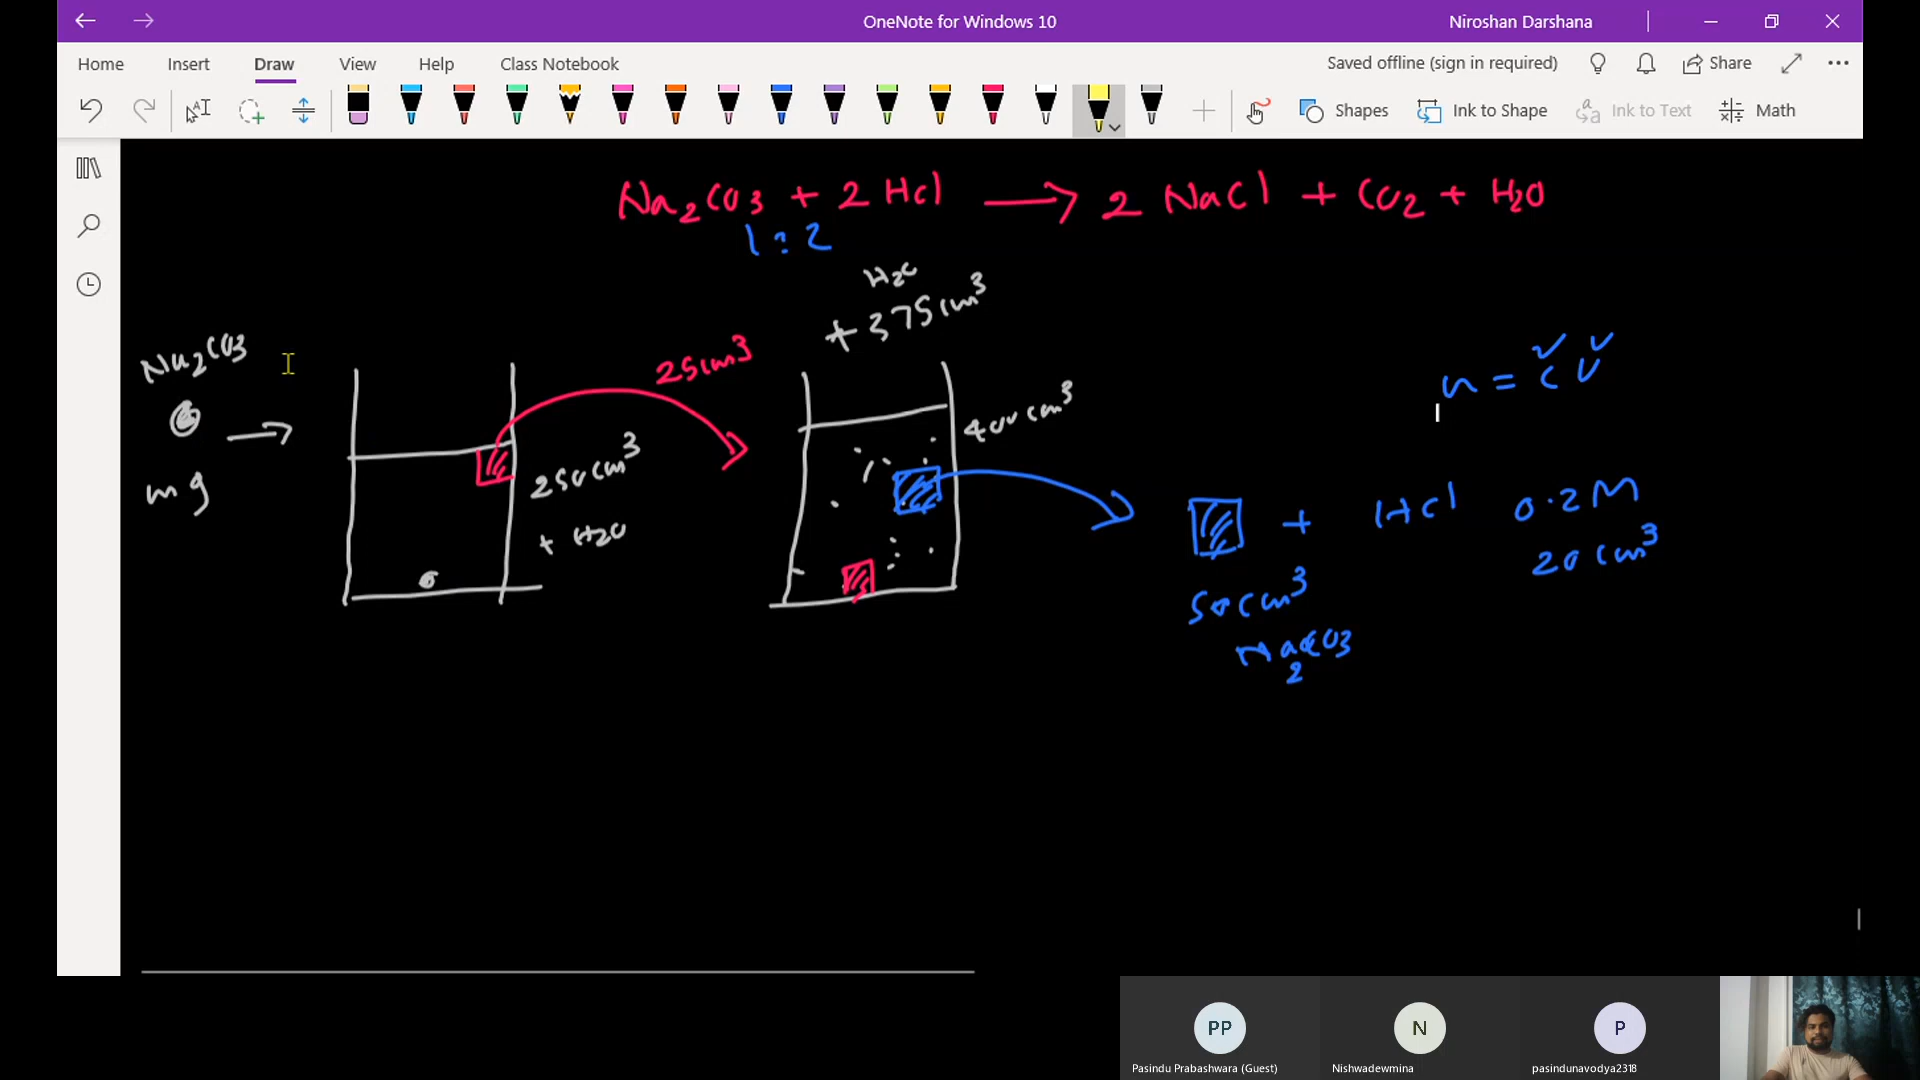 OneNote for Windows 10
Niroshan Darshana
Home Insert Draw View Help Class Notebook
Saved offline (sign in required) Share
Shapes Ink to Shape Ink to Text Math
Na2CO3 + 2 HCl → 2 NaCl + CO2 + H2O
1 : 2
H2O
+ 375 cm3
Na2CO3
m g
→
250 cm3
+ H2O
25 cm3
400 cm3
n = c v
+ HCl 0.2 M
20 cm3
50 cm3
Na2CO3
PP
Pasindu Prabashwara (Guest)
N
Nishwadewmina
P
pasindunavodya2318